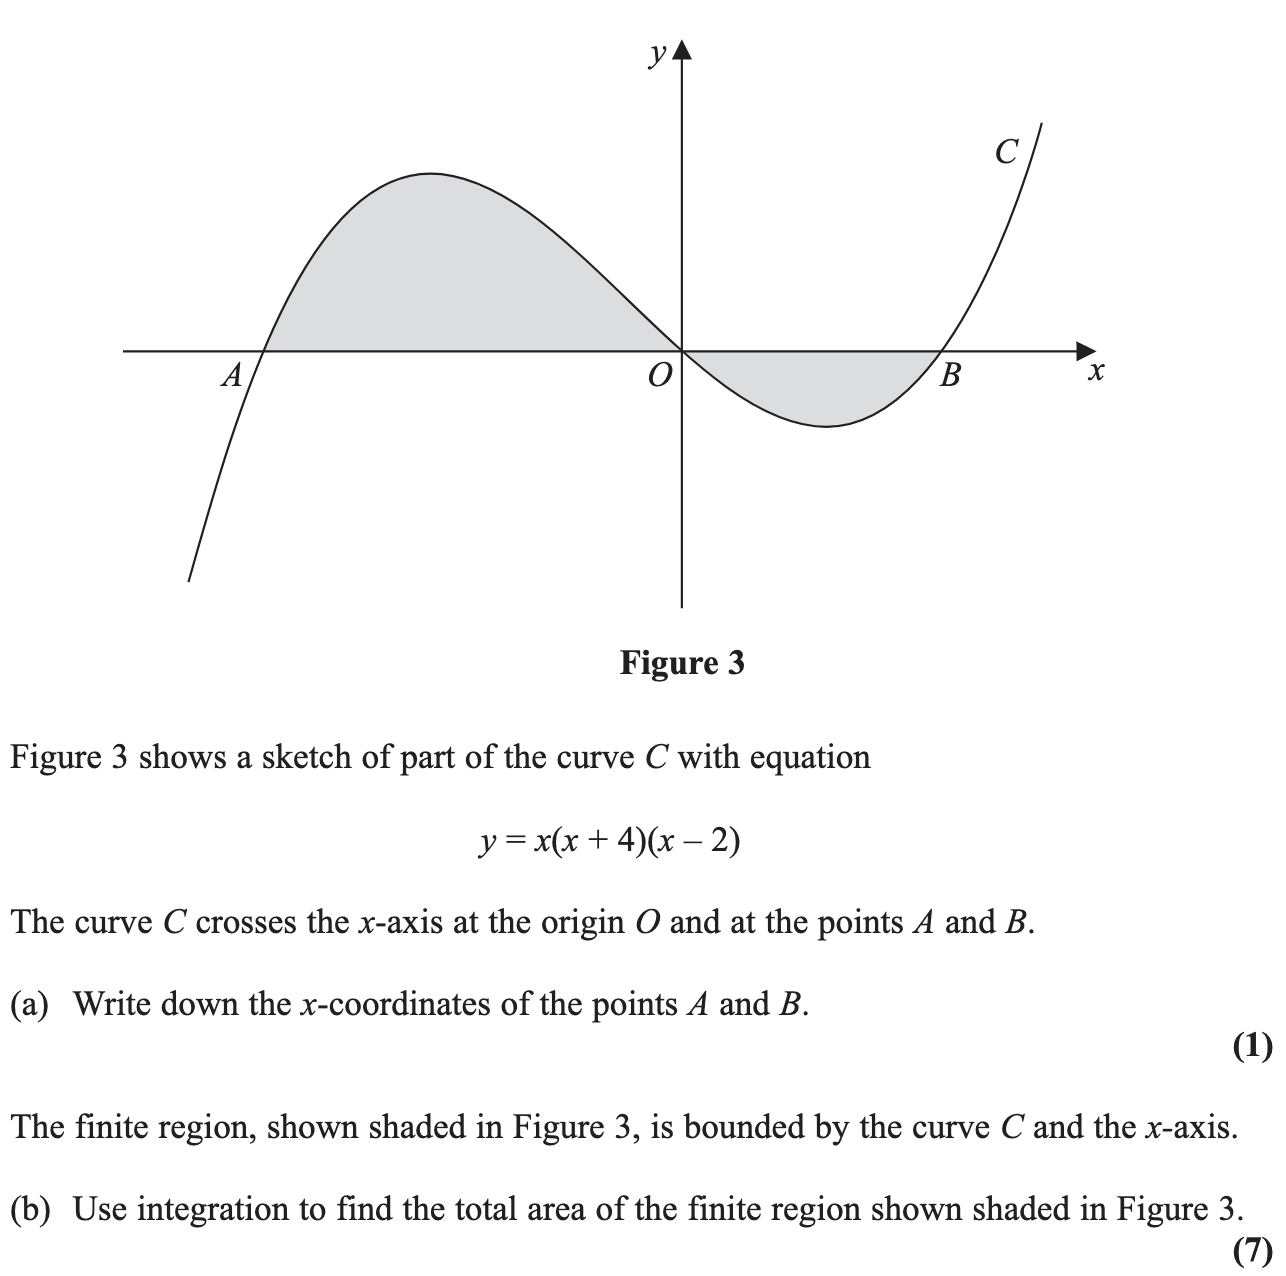 y
C
A
O
B
x
Figure 3
Figure 3 shows a sketch of part of the curve C with equation
y = x(x + 4)(x – 2)
The curve C crosses the x-axis at the origin O and at the points A and B.
(a) Write down the x-coordinates of the points A and B.
(1)
The finite region, shown shaded in Figure 3, is bounded by the curve C and the x-axis.
(b) Use integration to find the total area of the finite region shown shaded in Figure 3.
(7)